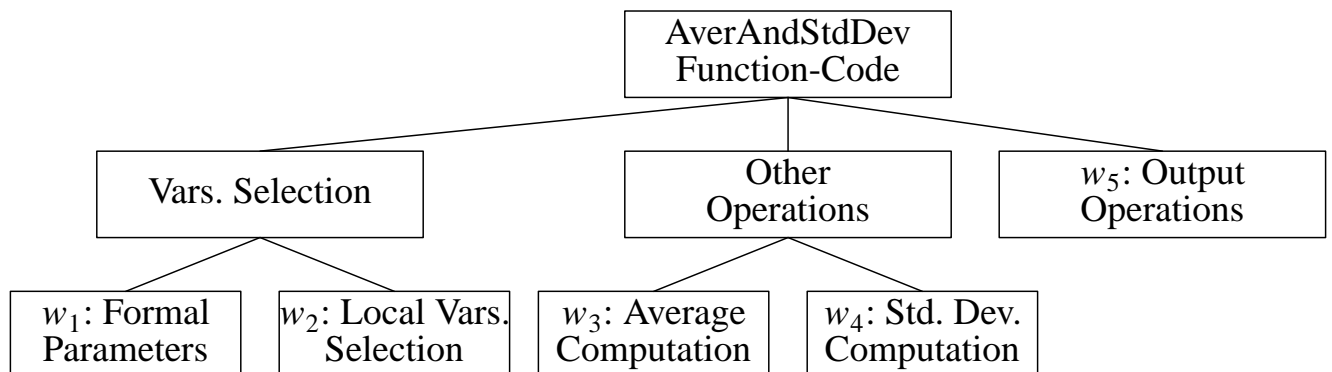 AverAndStdDev
Function-Code
Vars. Selection
Other
Operations
w₅: Output
Operations
w₁: Formal
Parameters
w₂: Local Vars.
Selection
w₃: Average
Computation
w₄: Std. Dev.
Computation